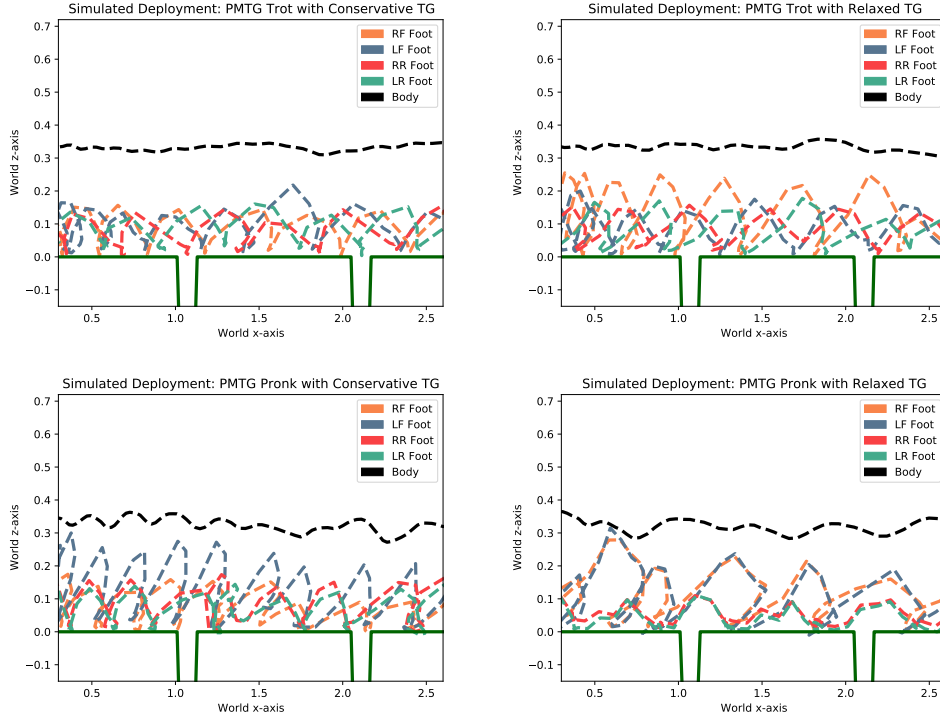 Simulated Deployment: PMTG Trot with Conservative TG
0.7
0.6
0.5
0.4
0.3
0.2
0.1
0.0
−0.1
World z-axis
RF Foot
LF Foot
RR Foot
LR Foot
Body
0.5
1.0
1.5
2.0
2.5
World x-axis
Simulated Deployment: PMTG Trot with Relaxed TG
0.7
0.6
0.5
0.4
0.3
0.2
0.1
0.0
−0.1
World z-axis
RF Foot
LF Foot
RR Foot
LR Foot
Body
0.5
1.0
1.5
2.0
2.5
World x-axis
Simulated Deployment: PMTG Pronk with Conservative TG
0.7
0.6
0.5
0.4
0.3
0.2
0.1
0.0
−0.1
World z-axis
RF Foot
LF Foot
RR Foot
LR Foot
Body
0.5
1.0
1.5
2.0
2.5
World x-axis
Simulated Deployment: PMTG Pronk with Relaxed TG
0.7
0.6
0.5
0.4
0.3
0.2
0.1
0.0
−0.1
World z-axis
RF Foot
LF Foot
RR Foot
LR Foot
Body
0.5
1.0
1.5
2.0
2.5
World x-axis